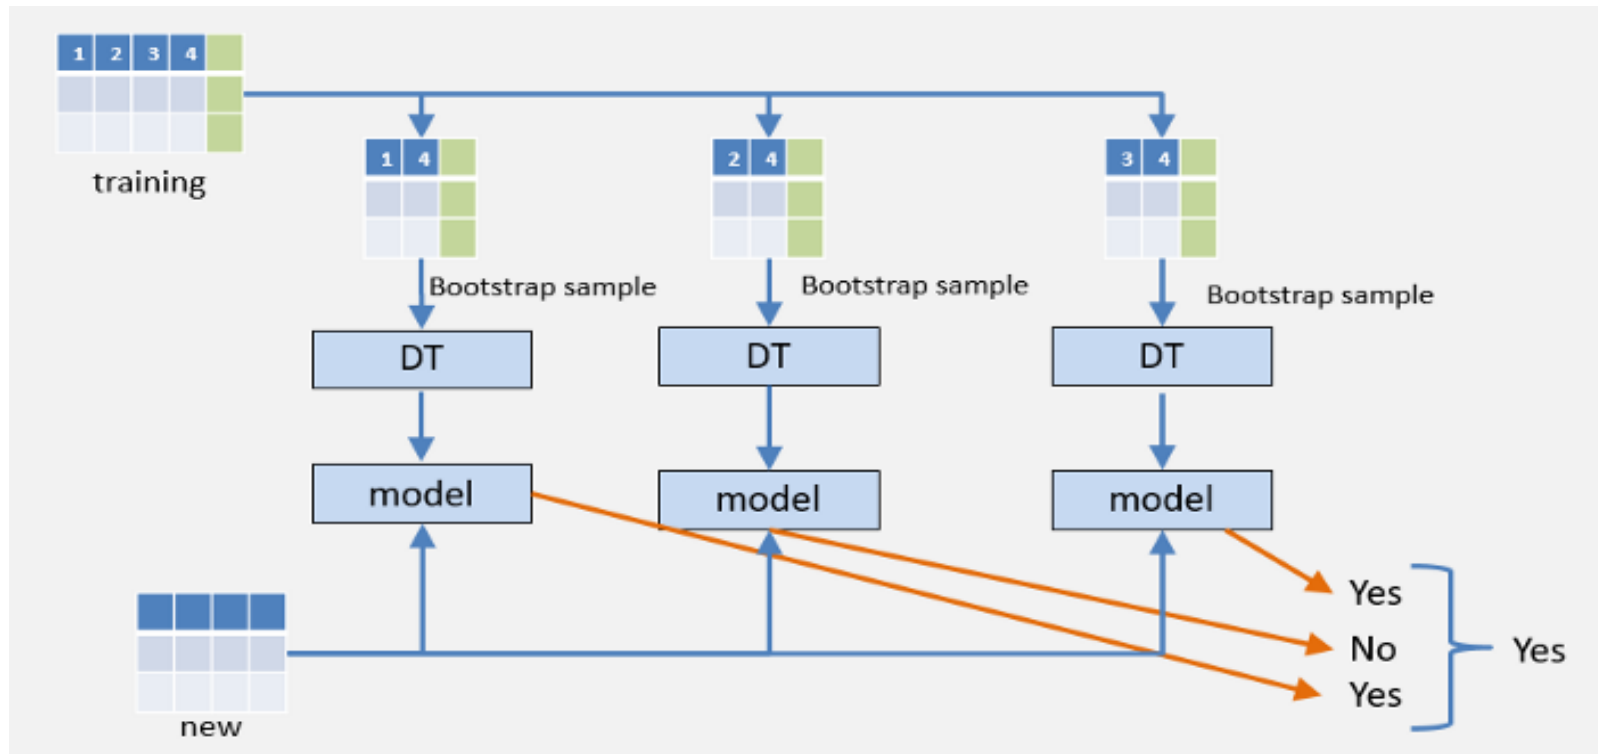 1 2 3 4
training
1 4
2 4
3 4
Bootstrap sample
Bootstrap sample
Bootstrap sample
DT
DT
DT
model
model
model
Yes
No
Yes
Yes
new